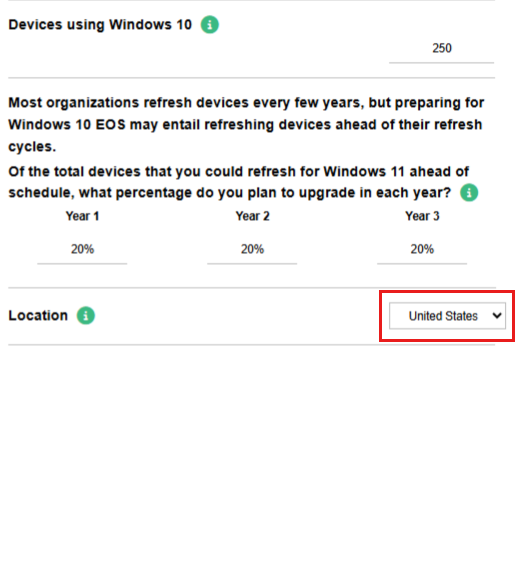 Devices using Windows 10 i
250
Most organizations refresh devices every few years, but preparing for
Windows 10 EOS may entail refreshing devices ahead of their refresh
cycles.
Of the total devices that you could refresh for Windows 11 ahead of
schedule, what percentage do you plan to upgrade in each year? i
Year 1 Year 2 Year 3
20% 20% 20%
Location i United States